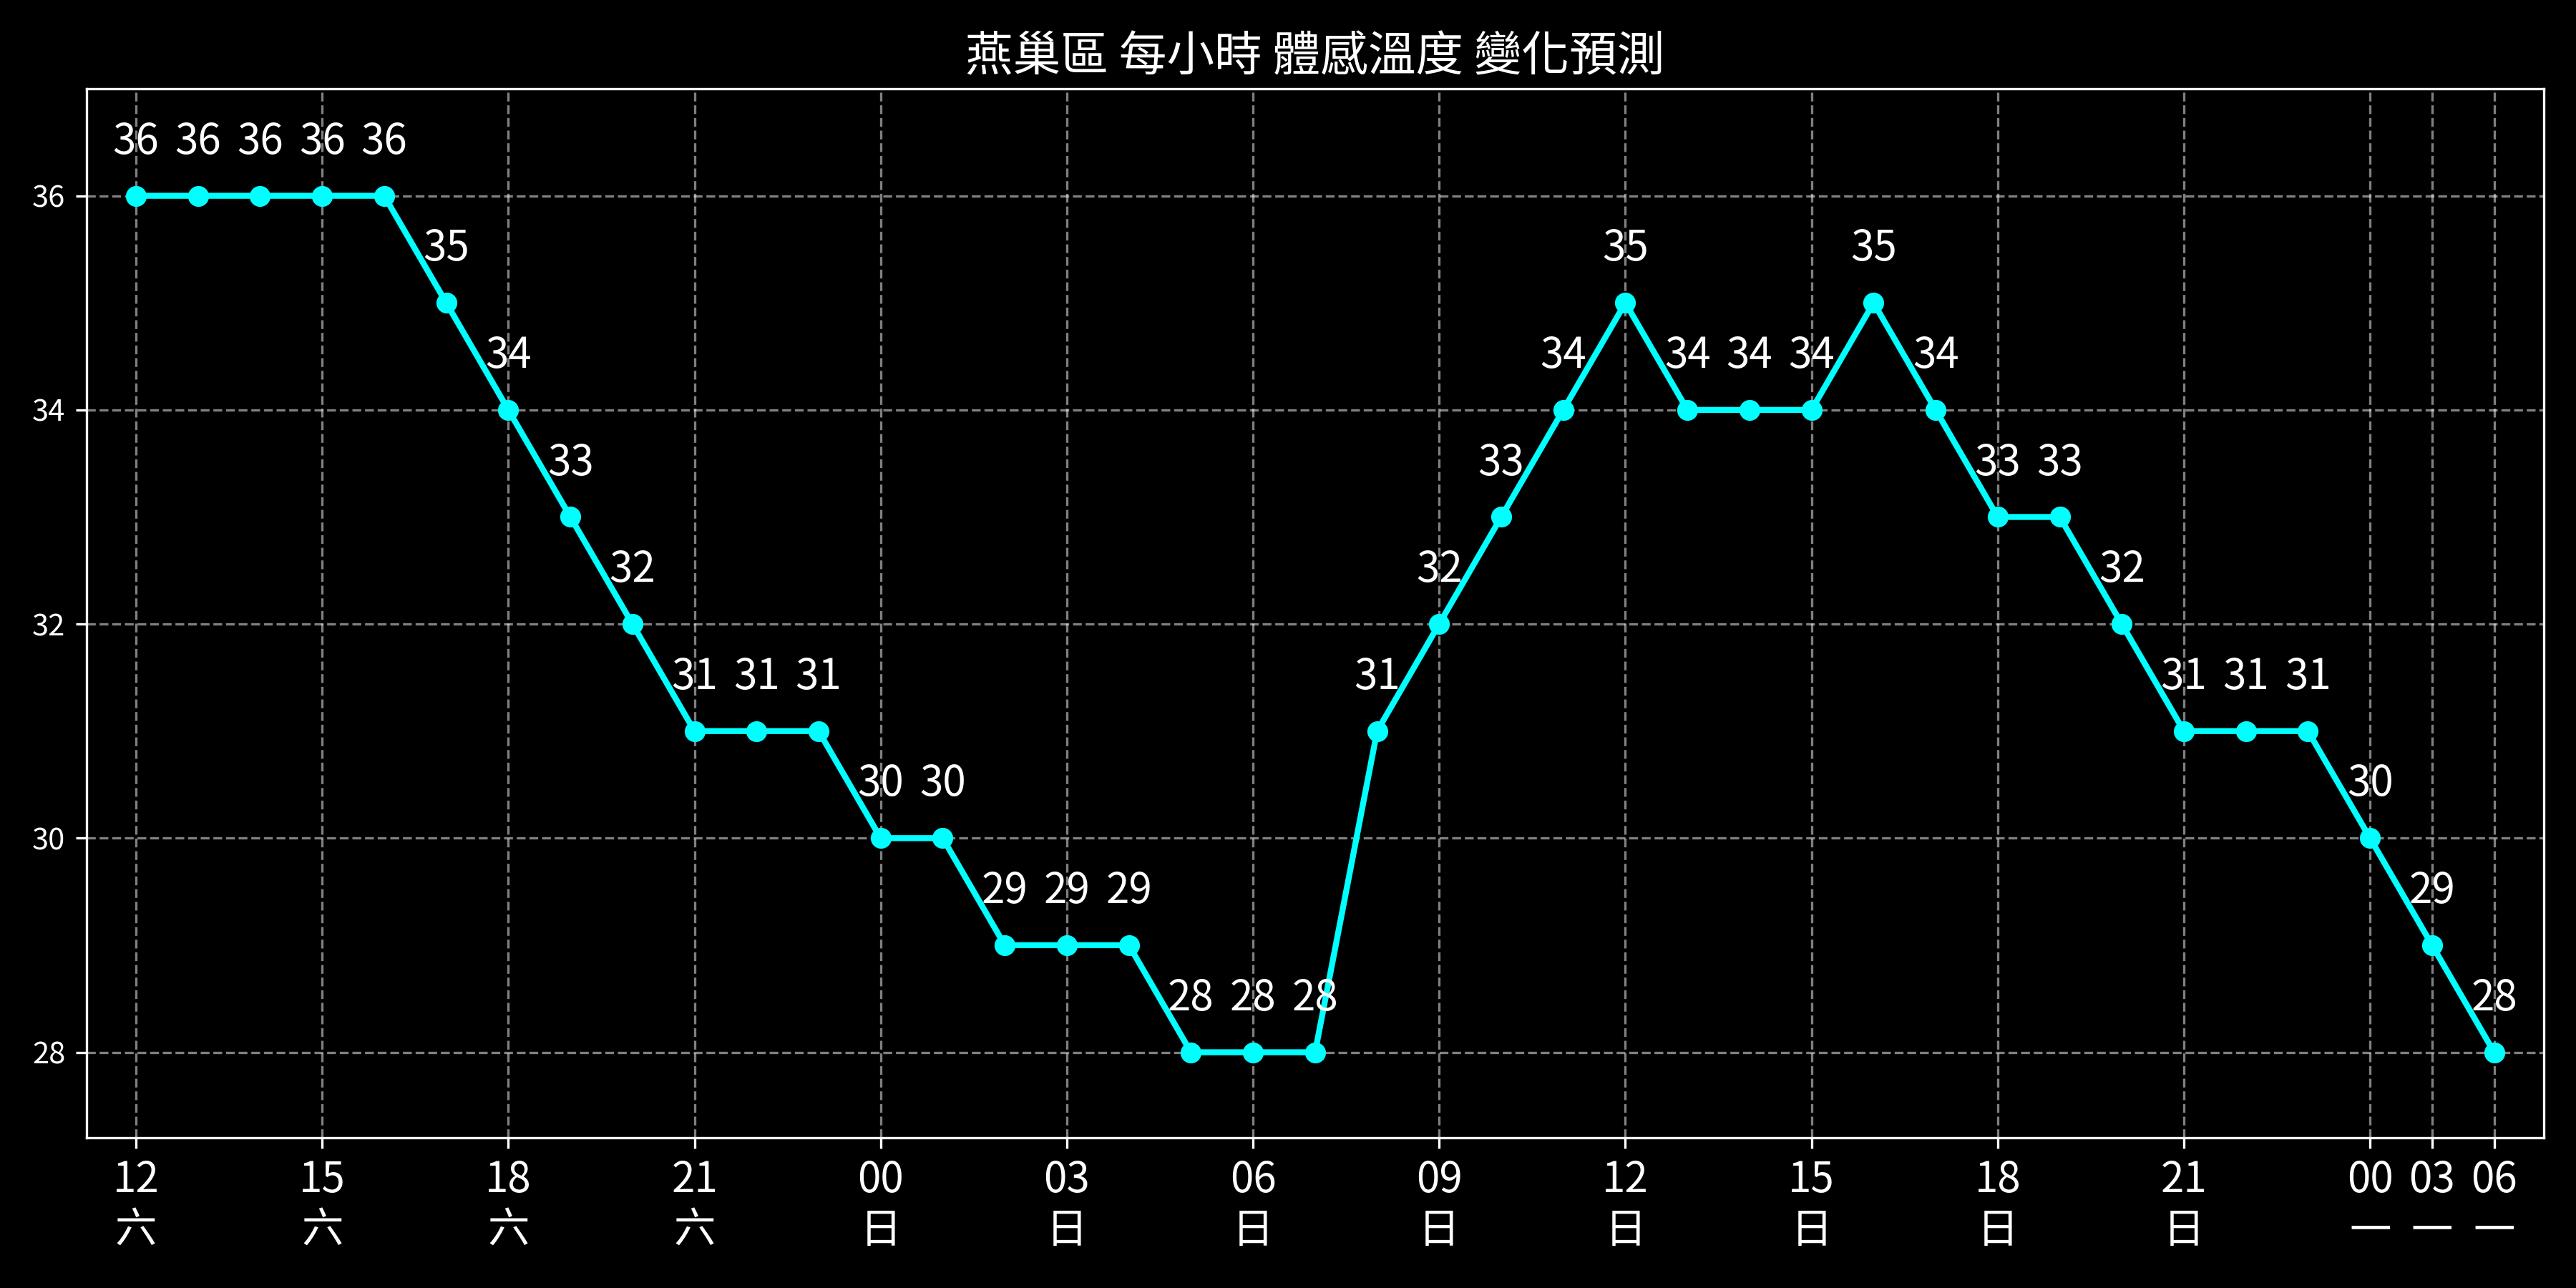 燕巢區 每小時 體感溫度 變化預測
36 36 36 36 36
36
35 35 35
34 34 34 34 34 34
34
33 33 33 33
32 32 32
32
31 31 31 31 31 31 31
30 30 30
30
29 29 29 29
28 28 28 28
28
12 15 18 21 00 03 06 09 12 15 18 21 00 03 06
六 六 六 六 日 日 日 日 日 日 日 日 一 一 一